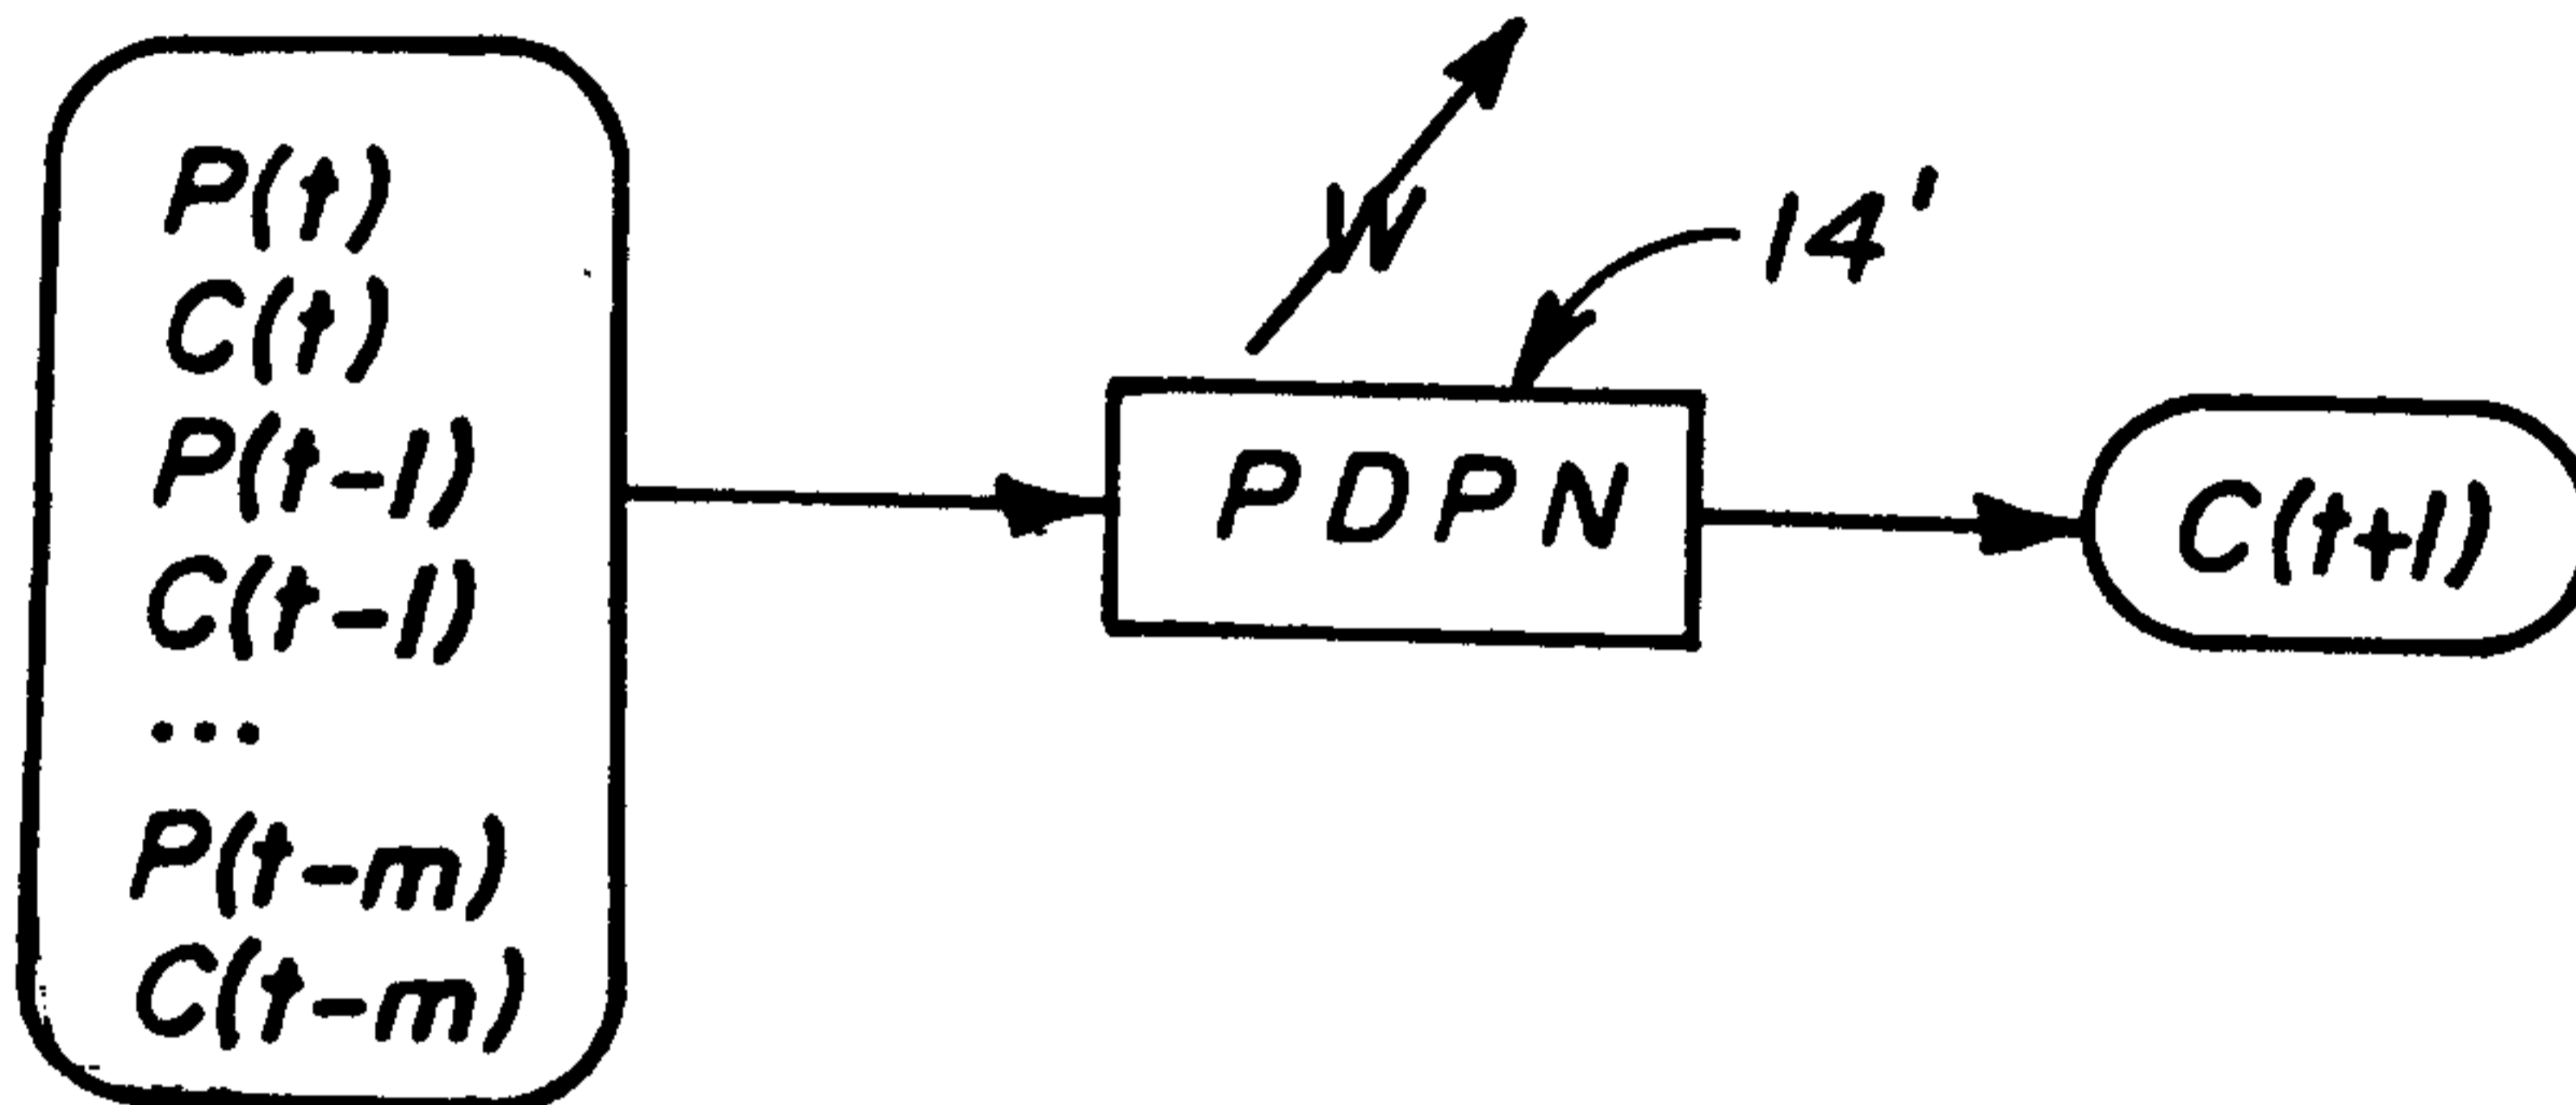 P(t)
C(t)
P(t-1)
C(t-1)
...
P(t-m)
C(t-m)
W
14'
PDPN
C(t+1)